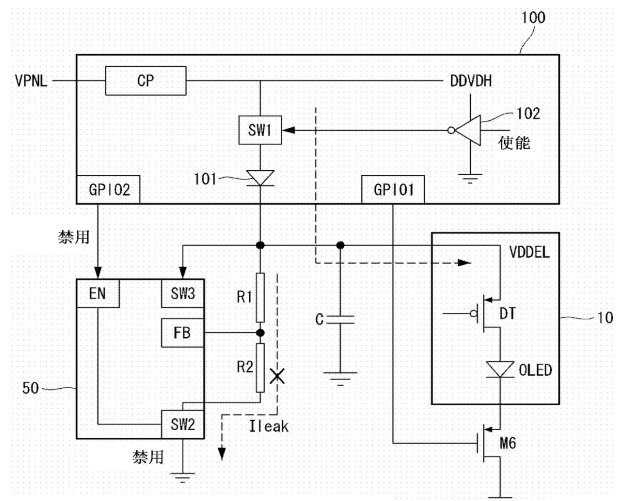 100
VPNL
CP
DDVDH
102
SW1
使能
101
GPIO2
GPIO1
禁用
VDDEL
EN
SW3
R1
DT
10
FB
C
R2
OLED
50
SW2
Ileak
M6
禁用